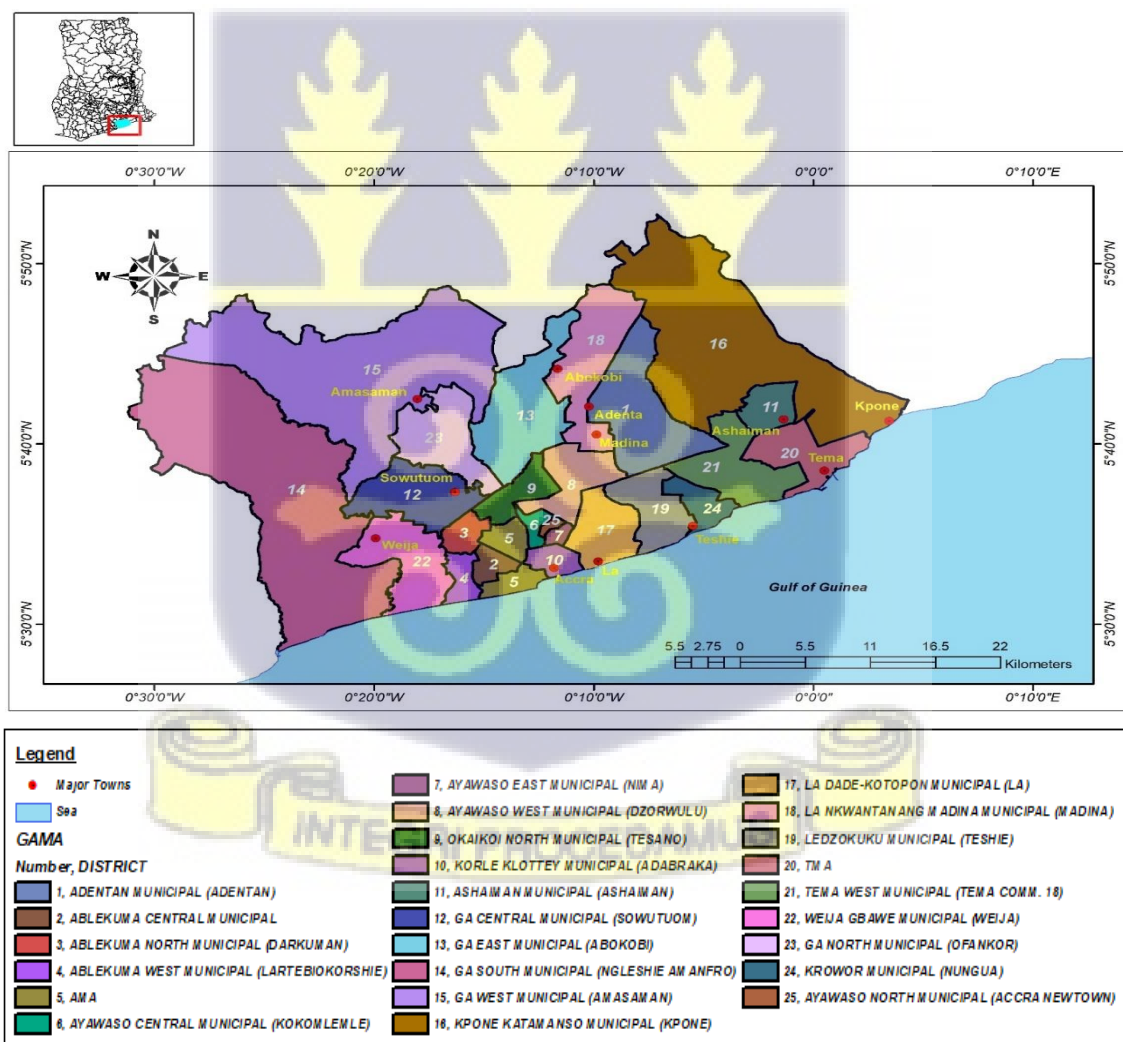 0°30'0"W 0°20'0"W 0°10'0"W 0°0'0" 0°10'0"E
N
W E
S
5°50'0"N 5°50'0"N
5°40'0"N 5°40'0"N
5°30'0"N 5°30'0"N
15
18
16
Amasaman
Abokobi
13
1
11
Kpone
Adenta
Ashaiman
23
Madina
20
Tema
Sowutuom
21
14
12
9
8
19
24
Teshie
Weija
3
6
25
7
5
17
22
2
10
4
5
Accra
La
Gulf of Guinea
5.5 2.75 0 5.5 11 16.5 22
Kilometers
0°30'0"W 0°20'0"W 0°10'0"W 0°0'0" 0°10'0"E
Legend
Major Towns
Sea
GAMA
Number, DISTRICT
1, ADENTAN MUNICIPAL (ADENTAN)
2, ABLEKUMA CENTRAL MUNICIPAL
3, ABLEKUMA NORTH MUNICIPAL (DARKUMAN)
4, ABLEKUMA WEST MUNICIPAL (LARTEBIOKORSHIE)
5, AMA
6, AYAWASO CENTRAL MUNICIPAL (KOKOMLEMLE)
7, AYAWASO EAST MUNICIPAL (NIMA)
8, AYAWASO WEST MUNICIPAL (DZORWULU)
9, OKAIKOI NORTH MUNICIPAL (TESANO)
10, KORLE KLOTTEY MUNICIPAL (ADABRAKA)
11, ASHAIMAN MUNICIPAL (ASHAIMAN)
12, GA CENTRAL MUNICIPAL (SOWUTUOM)
13, GA EAST MUNICIPAL (ABOKOBI)
14, GA SOUTH MUNICIPAL (NGLESHIE AMANFRO)
15, GA WEST MUNICIPAL (AMASAMAN)
16, KPONE KATAMANSO MUNICIPAL (KPONE)
17, LA DADE-KOTOPON MUNICIPAL (LA)
18, LA NKWANTANANG MADINA MUNICIPAL (MADINA)
19, LEDZOKUKU MUNICIPAL (TESHIE)
20, TMA
21, TEMA WEST MUNICIPAL (TEMA COMM. 18)
22, WEIJA GBAWE MUNICIPAL (WEIJA)
23, GA NORTH MUNICIPAL (OFANKOR)
24, KROWOR MUNICIPAL (NUNGUA)
25, AYAWASO NORTH MUNICIPAL (ACCRA NEWTOWN)
INTEGRI PROCEDAMUS